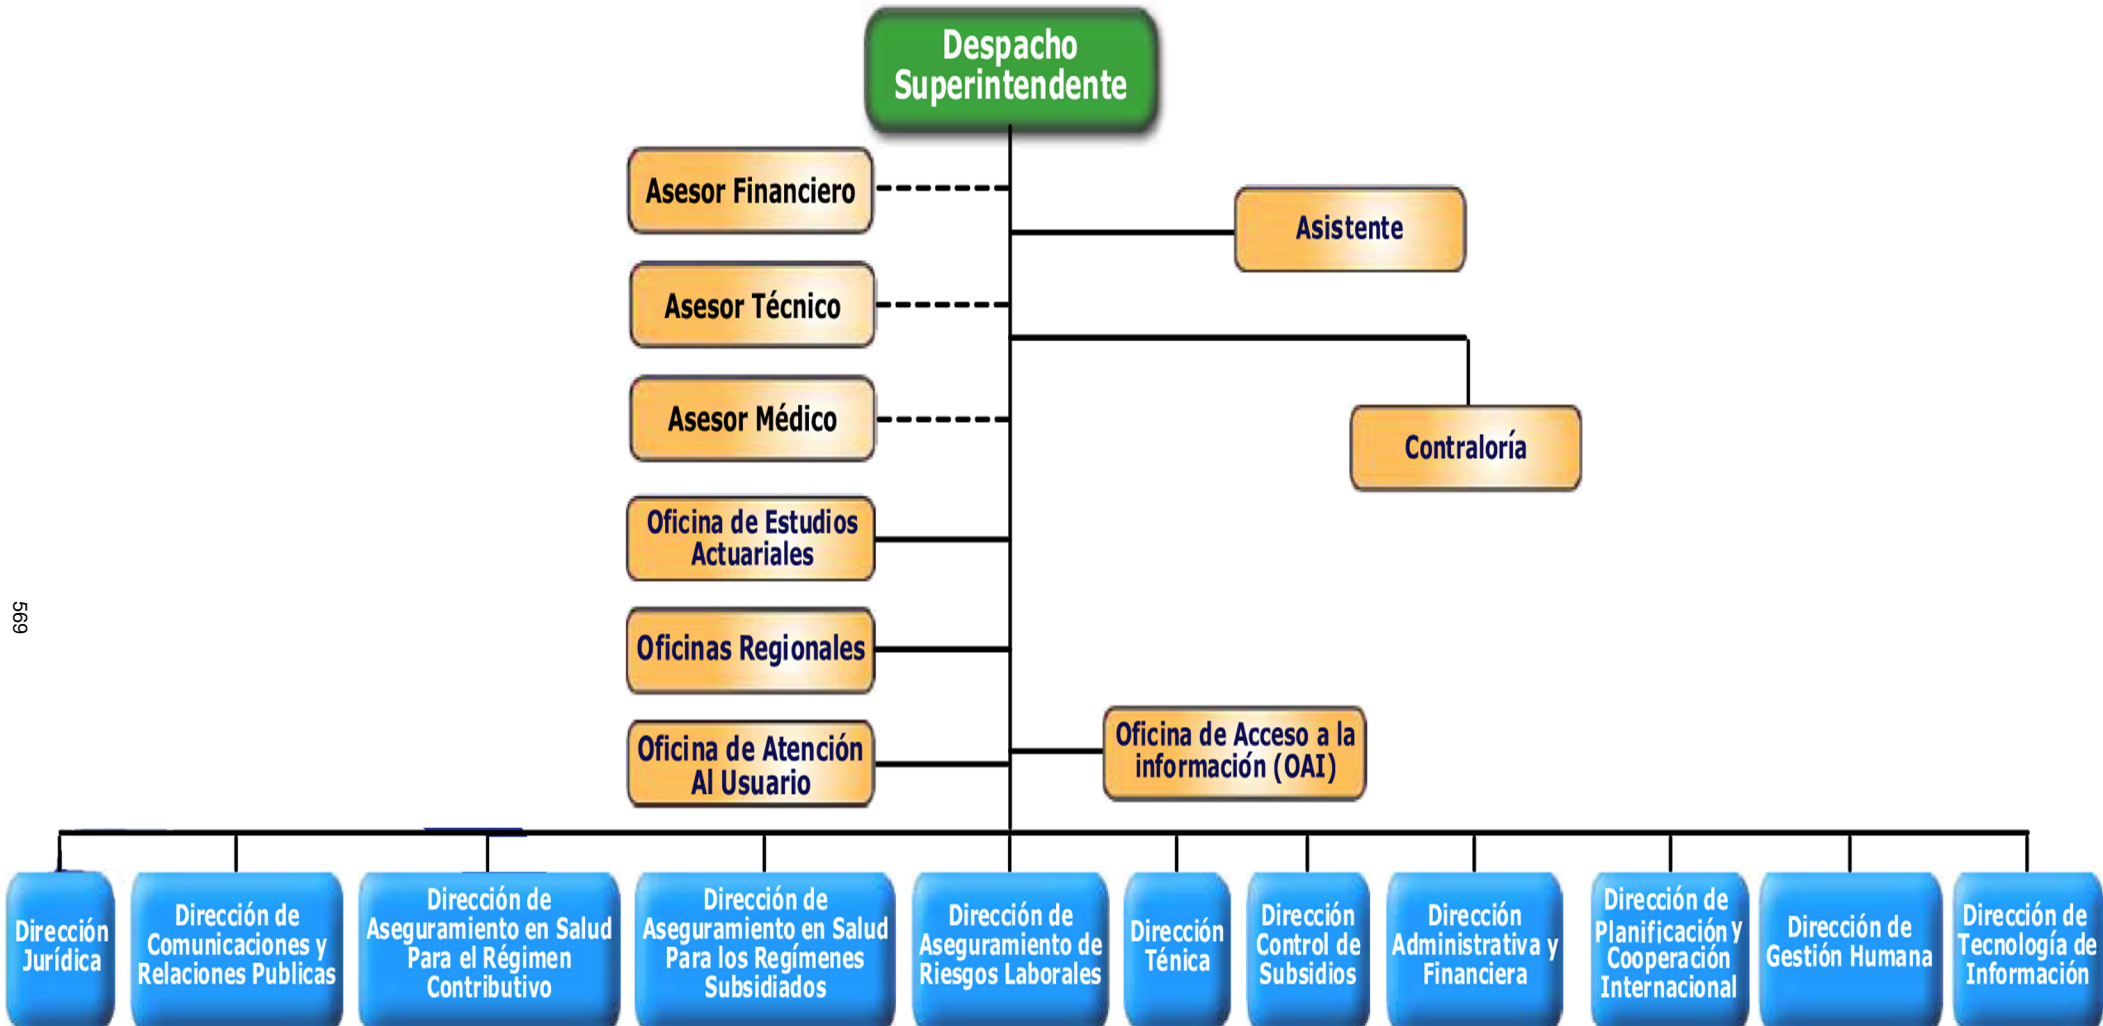 Despacho
Superintendente
Asesor Financiero
Asistente
Asesor Técnico
Asesor Médico
Contraloría
Oficina de Estudios
Actuariales
Oficinas Regionales
Oficina de Atención
Al Usuario
Oficina de Acceso a la
información (OAI)
569
Dirección
Jurídica
Dirección de
Comunicaciones y
Relaciones Publicas
Dirección de
Aseguramiento en Salud
Para el Régimen
Contributivo
Dirección de
Aseguramiento en Salud
Para los Regímenes
Subsidiados
Dirección de
Aseguramiento de
Riesgos Laborales
Dirección
Ténica
Dirección
Control de
Subsidios
Dirección
Administrativa y
Financiera
Dirección de
Planificación y
Cooperación
Internacional
Dirección de
Gestión Humana
Dirección de
Tecnología de
Información